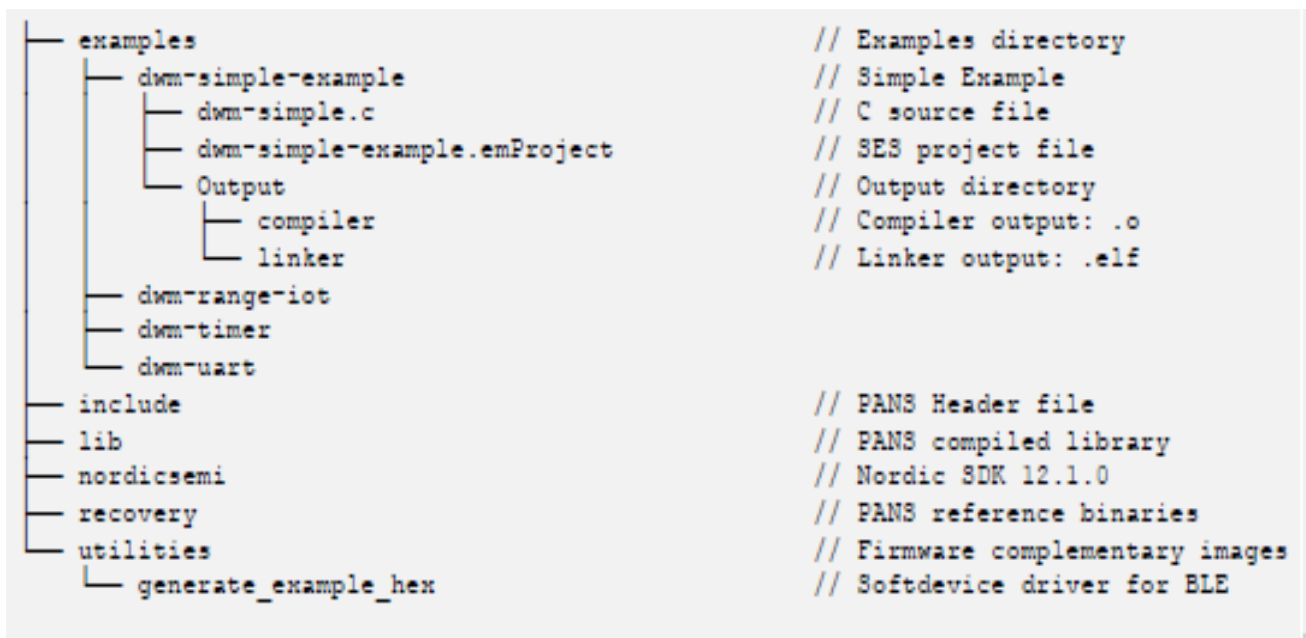 ├── examples // Examples directory
│   ├── dwm-simple-example // Simple Example
│   │   ├── dwm-simple.c // C source file
│   │   ├── dwm-simple-example.emProject // SES project file
│   │   └── Output // Output directory
│   │       ├── compiler // Compiler output: .o
│   │       └── linker // Linker output: .elf
│   ├── dwm-range-iot
│   ├── dwm-timer
│   └── dwm-uart
├── include // PANS Header file
├── lib // PANS compiled library
├── nordicsemi // Nordic SDK 12.1.0
├── recovery // PANS reference binaries
└── utilities // Firmware complementary images
    └── generate_example_hex // Softdevice driver for BLE